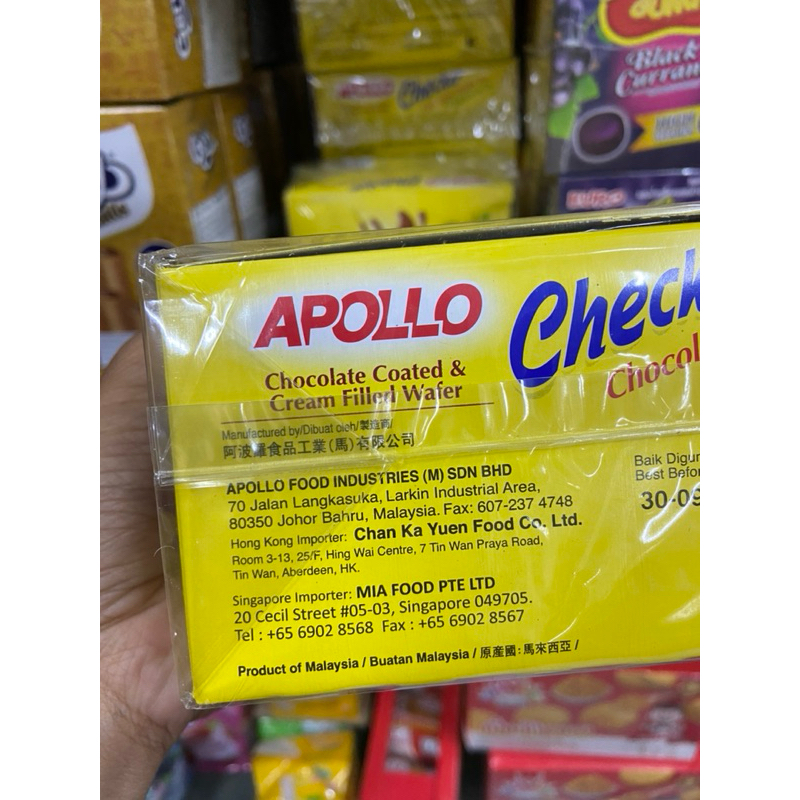 Black
APOLLO
Chocolate Coated &
Cream Filled Wafer
Manufactured by/Dibuat oleh/製造商/
阿波羅食品工業(馬)有限公司
APOLLO FOOD INDUSTRIES (M) SDN BHD
70 Jalan Langkasuka, Larkin Industrial Area,
80350 Johor Bahru, Malaysia. Fax: 607-237 4748
Hong Kong Importer: Chan Ka Yuen Food Co. Ltd.
Room 3-13, 25/F, Hing Wai Centre, 7 Tin Wan Praya Road,
Tin Wan, Aberdeen, HK.
Singapore Importer: MIA FOOD PTE LTD
20 Cecil Street #05-03, Singapore 049705.
Tel : +65 6902 8568 Fax : +65 6902 8567
Product of Malaysia / Buatan Malaysia / 原産國:馬來西亞 /
Check
Chocol
Baik Digun
Best Befor
30-09